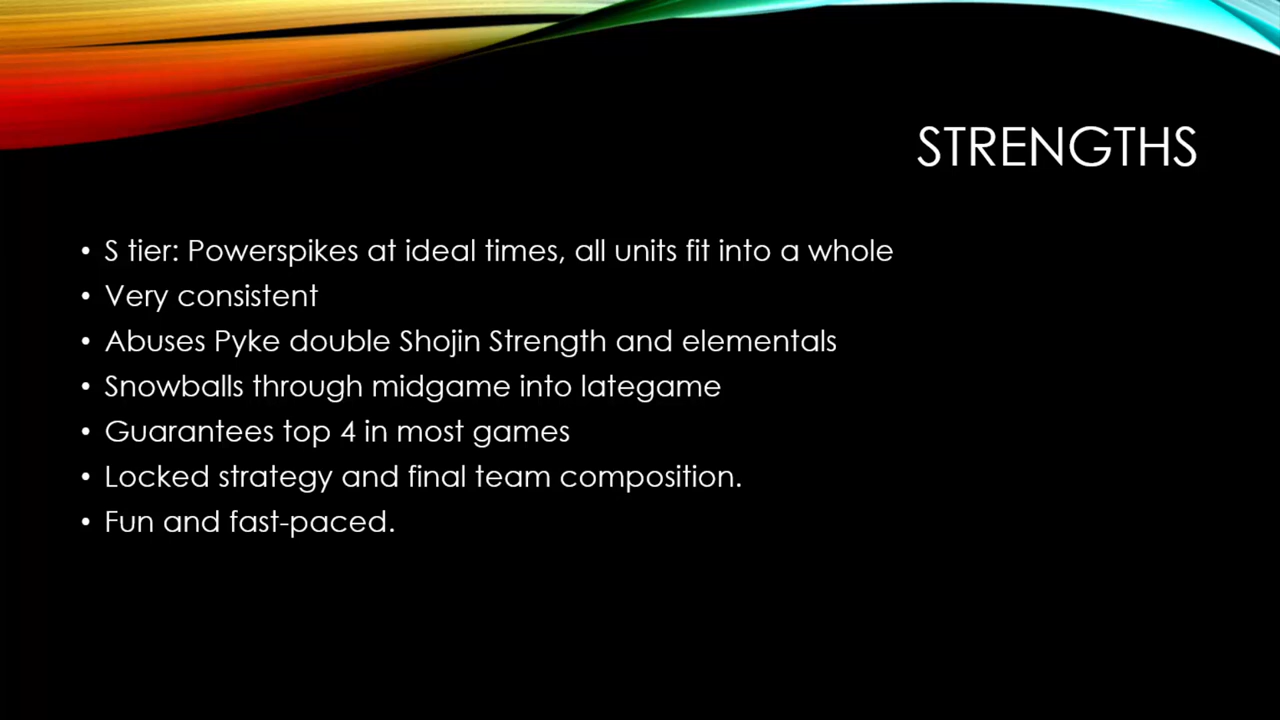 STRENGTHS
• S tier: Powerspikes at ideal times, all units fit into a whole
• Very consistent
• Abuses Pyke double Shojin Strength and elementals
• Snowballs through midgame into lategame
• Guarantees top 4 in most games
• Locked strategy and final team composition.
• Fun and fast-paced.